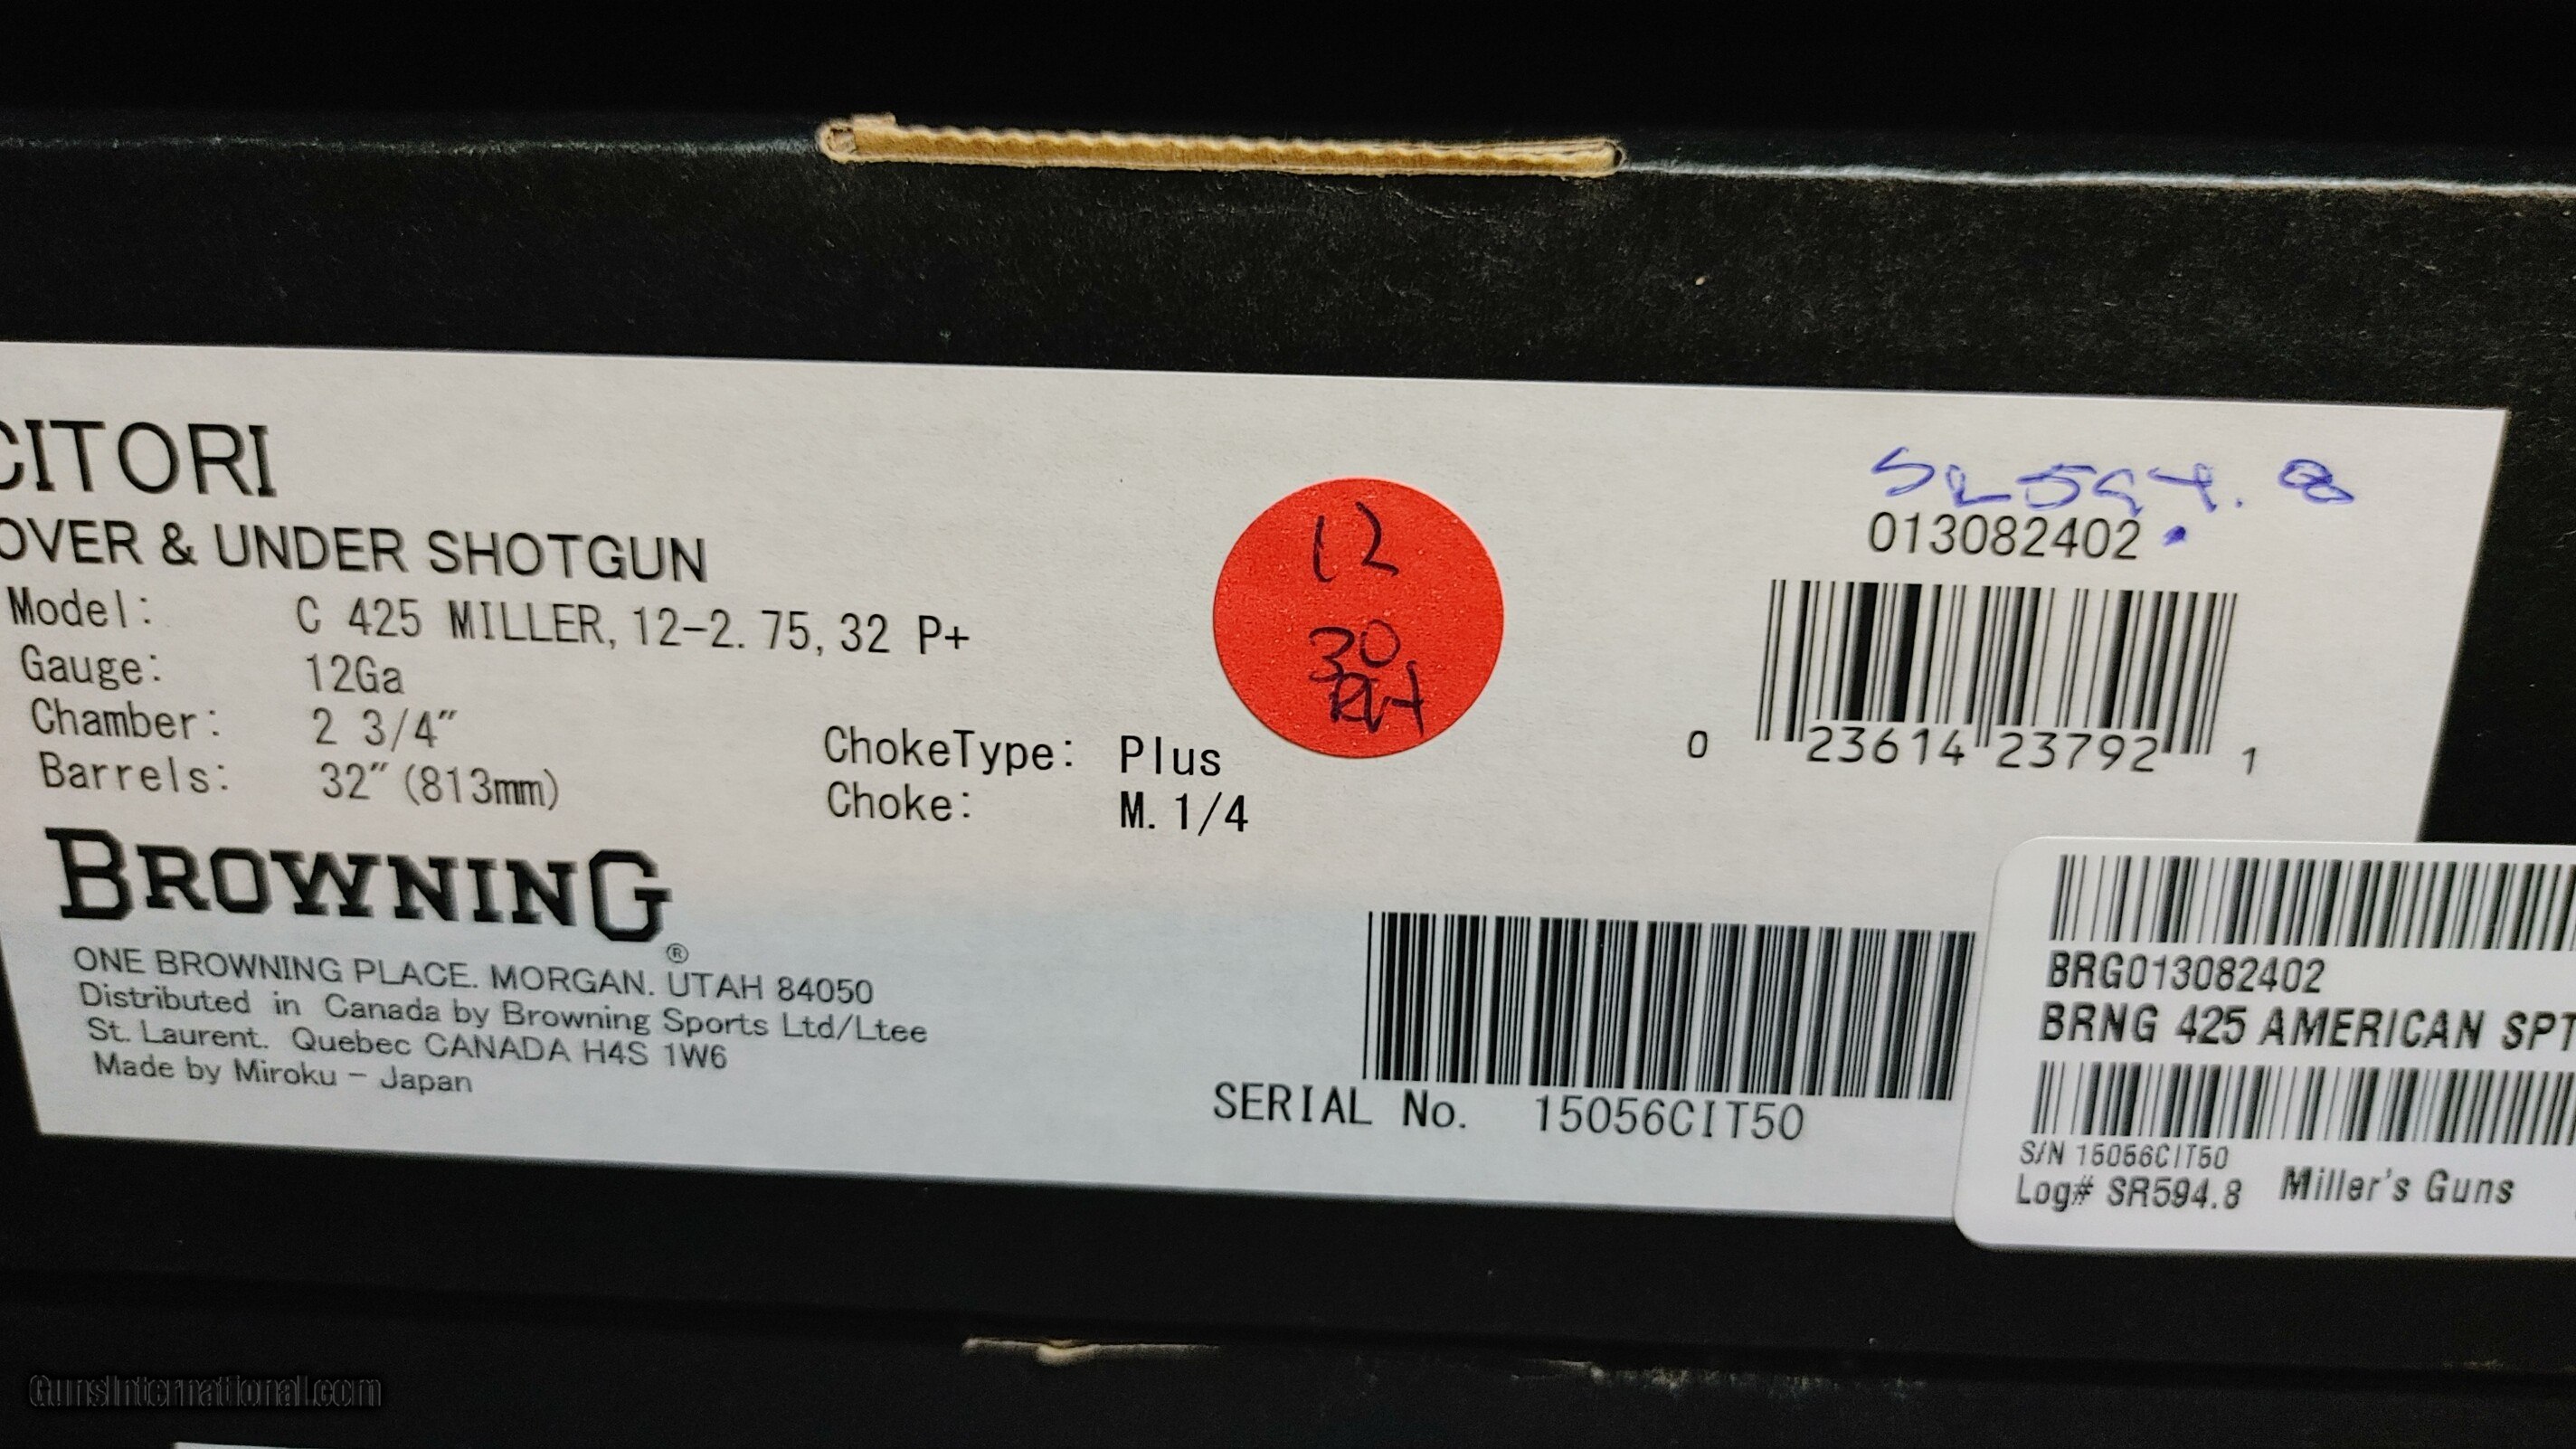 CITORI
OVER & UNDER SHOTGUN
Model: C 425 MILLER, 12-2.75, 32 P+
Gauge: 12Ga
Chamber: 2 3/4"
Barrels: 32" (813mm)
ChokeType: Plus
Choke: M. 1/4
12
30
SR594.8
013082402
0 23614 23792 1
BROWNING®
ONE BROWNING PLACE. MORGAN. UTAH 84050
Distributed in Canada by Browning Sports Ltd/Ltee
St. Laurent. Quebec CANADA H4S 1W6
Made by Miroku - Japan
SERIAL No. 15056CIT50
BRG013082402
BRNG 425 AMERICAN SPT
S/N 15056CIT50
Log# SR594.8 Miller's Guns
GunsInternational.com